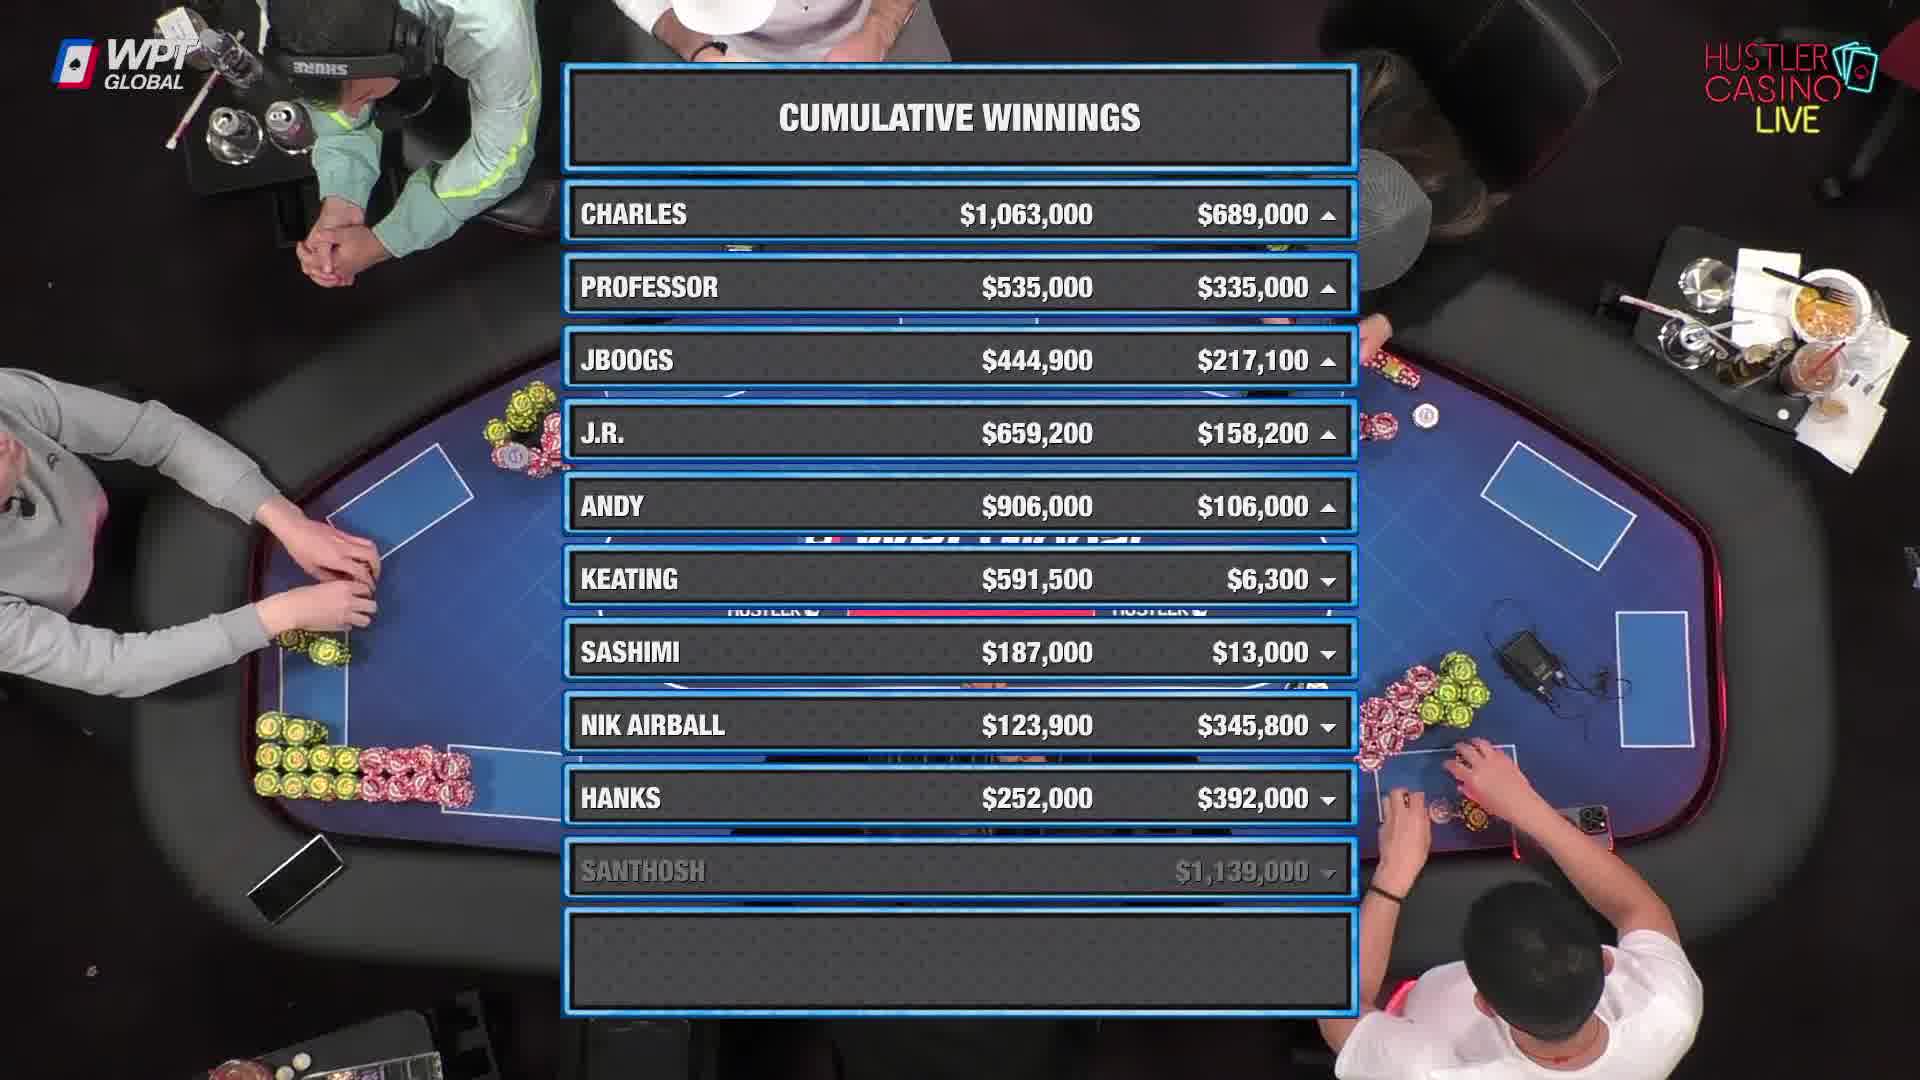 WPT
GLOBAL
SHURE
HUSTLER
CASINO
LIVE
CUMULATIVE WINNINGS
CHARLES $1,063,000 $689,000
PROFESSOR $535,000 $335,000
JBOOGS $444,900 $217,100
J.R. $659,200 $158,200
ANDY $906,000 $106,000
KEATING $591,500 $6,300
HUSTLER HUSTLER
SASHIMI $187,000 $13,000
NIK AIRBALL $123,900 $345,800
HANKS $252,000 $392,000
SANTHOSH $1,139,000